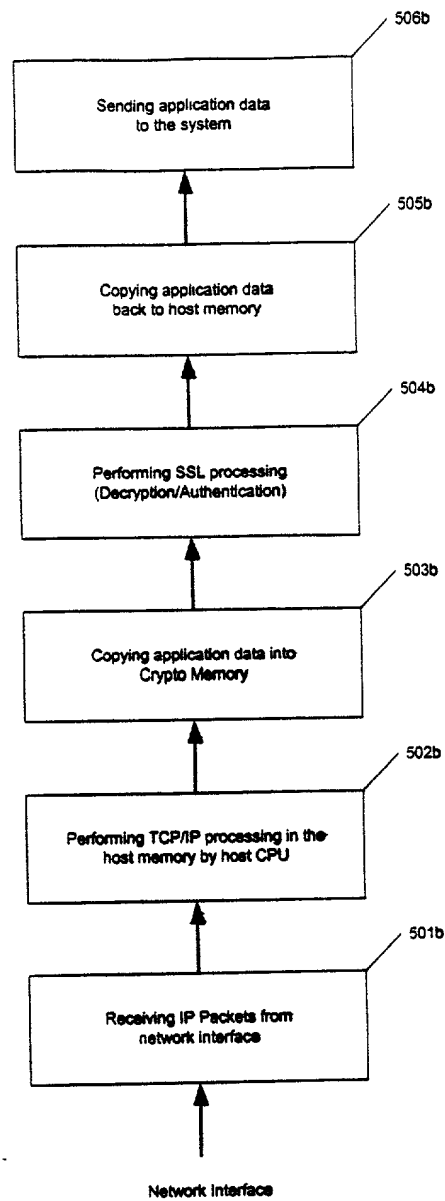 506b
Sending application data
to the system
505b
Copying application data
back to host memory
504b
Performing SSL processing
(Decryption/Authentication)
503b
Copying application data into
Crypto Memory
502b
Performing TCP/IP processing in the
host memory by host CPU
501b
Receiving IP Packets from
network interface
Network Interface